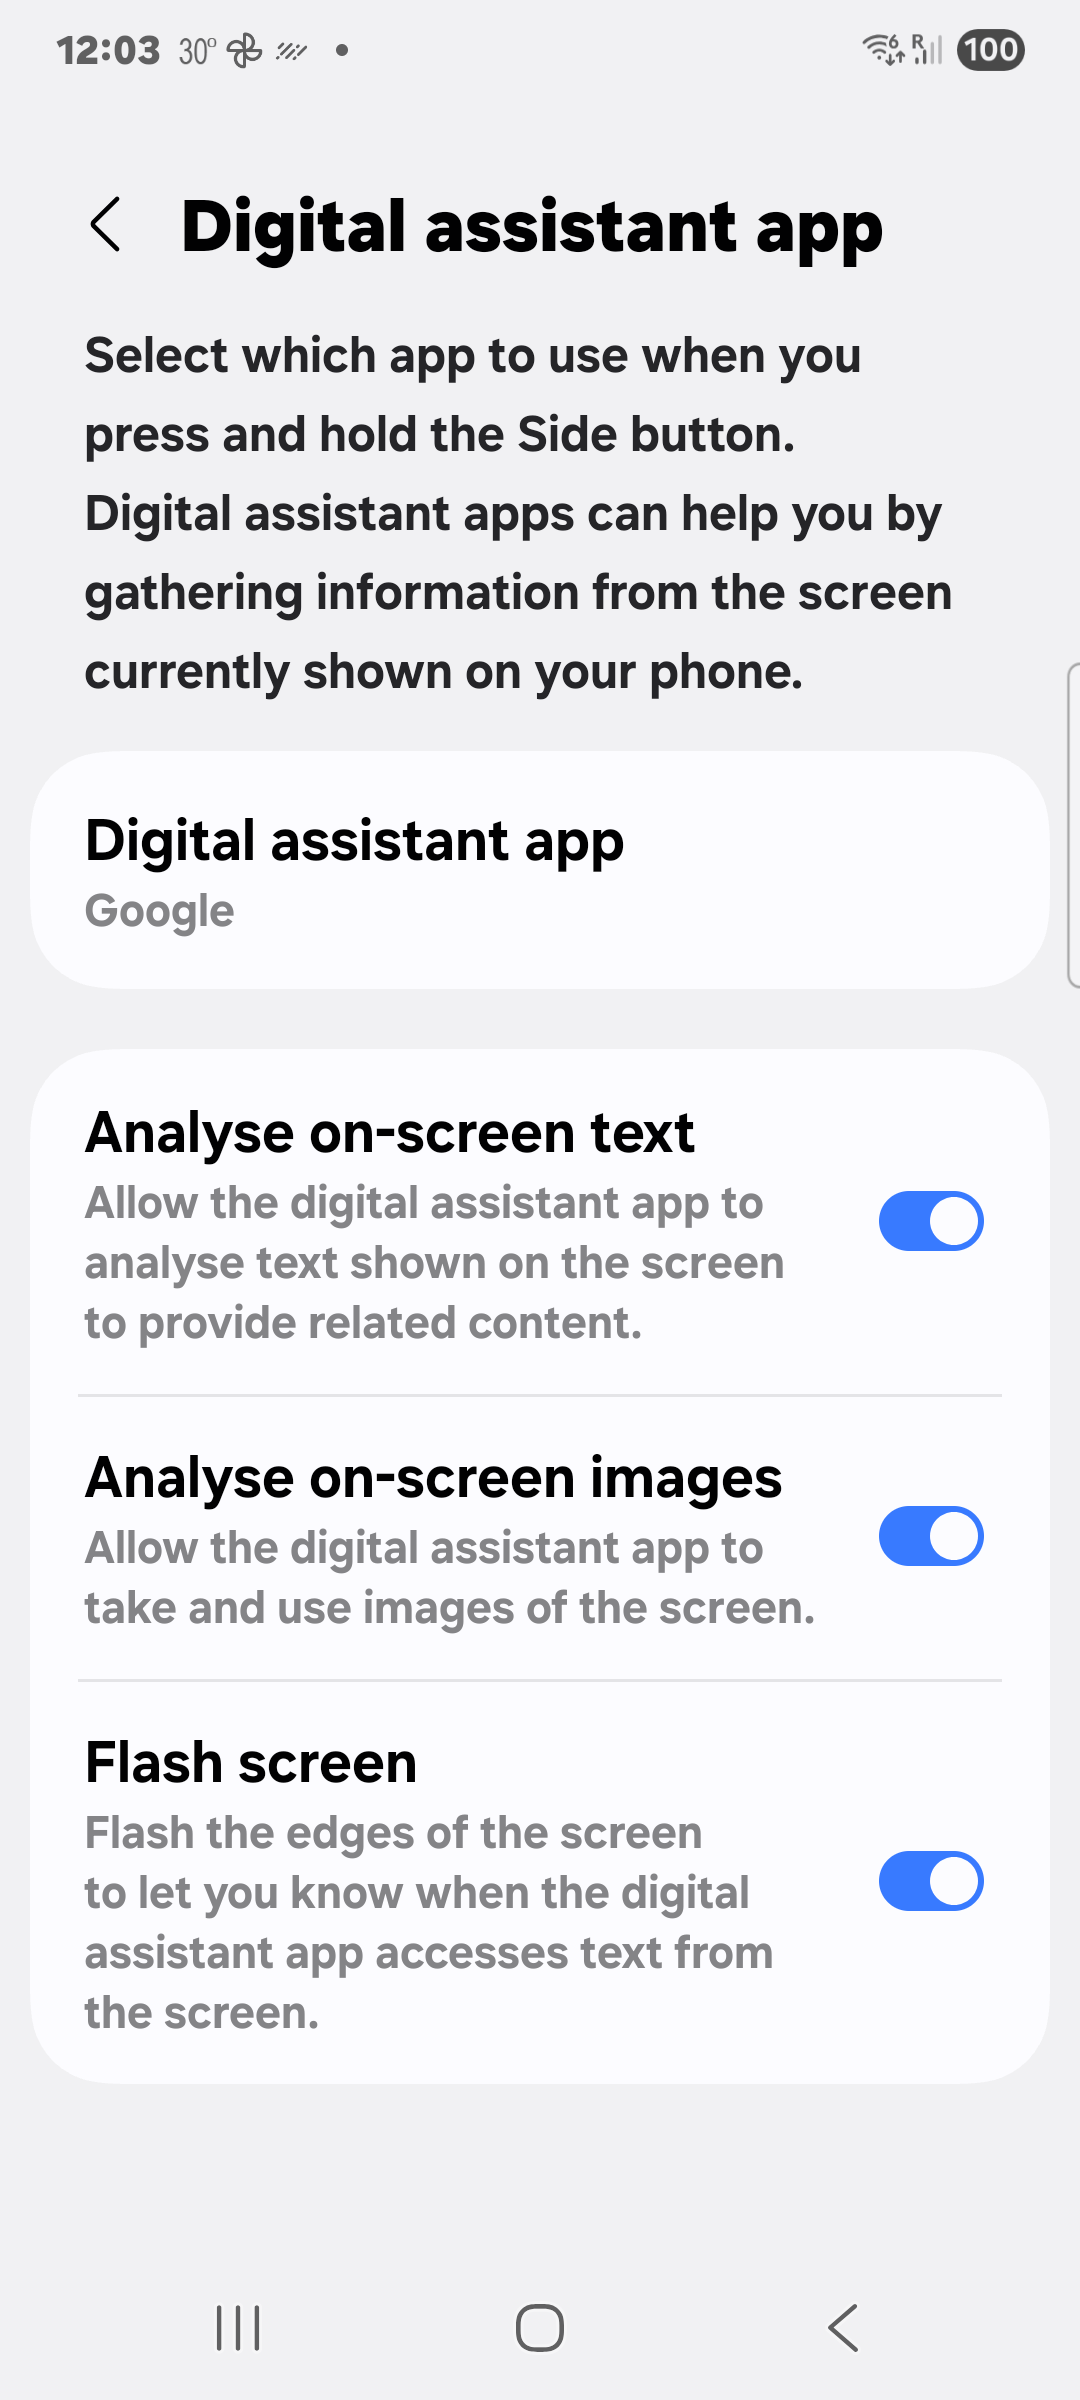 12:03 30° 6 R 100
Digital assistant app
Select which app to use when you
press and hold the Side button.
Digital assistant apps can help you by
gathering information from the screen
currently shown on your phone.
Digital assistant app
Google
Analyse on-screen text
Allow the digital assistant app to
analyse text shown on the screen
to provide related content.
Analyse on-screen images
Allow the digital assistant app to
take and use images of the screen.
Flash screen
Flash the edges of the screen
to let you know when the digital
assistant app accesses text from
the screen.